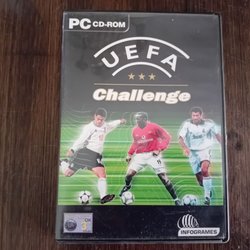 PC CD-ROM
UEFA
Challenge
INFOGRAMES